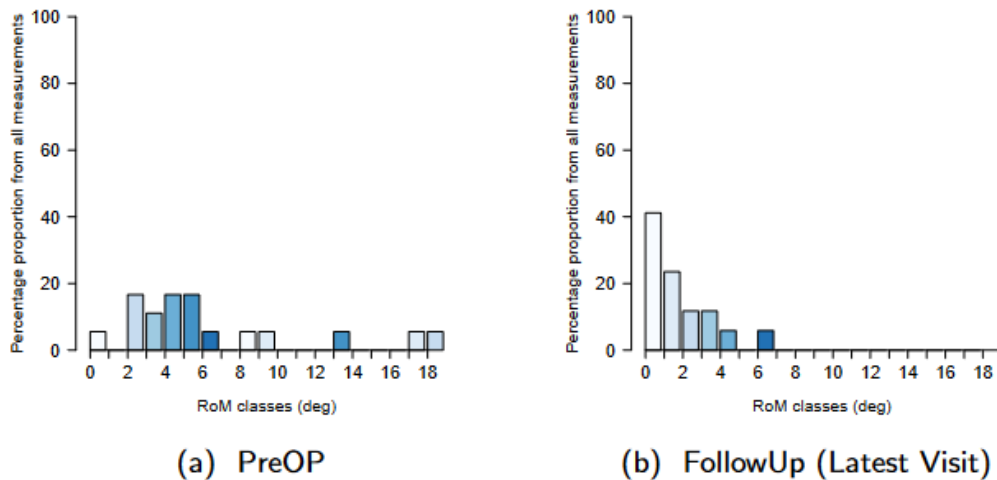 Percentage proportion from all measurements
100
80
60
40
20
0
0 2 4 6 8 10 12 14 16 18
RoM classes (deg)
(a) PreOP
Percentage proportion from all measurements
100
80
60
40
20
0
0 2 4 6 8 10 12 14 16 18
RoM classes (deg)
(b) FollowUp (Latest Visit)